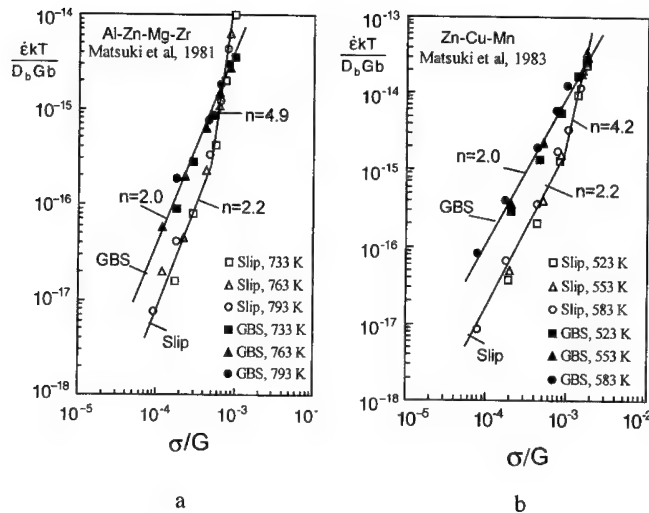 ε̇kT
D_bGb
10^-14
10^-15
10^-16
10^-17
10^-18
Al-Zn-Mg-Zr
Matsuki et al, 1981
n=4.9
n=2.0
n=2.2
GBS
Slip
Slip, 733 K
Slip, 763 K
Slip, 793 K
GBS, 733 K
GBS, 763 K
GBS, 793 K
10^-5
10^-4
10^-3
10^-
σ/G
a
ε̇kT
D_bGb
10^-13
10^-14
10^-15
10^-16
10^-17
10^-18
Zn-Cu-Mn
Matsuki et al, 1983
n=4.2
n=2.0
n=2.2
GBS
Slip
Slip, 523 K
Slip, 553 K
Slip, 583 K
GBS, 523 K
GBS, 553 K
GBS, 583 K
10^-5
10^-4
10^-3
10^-2
σ/G
b